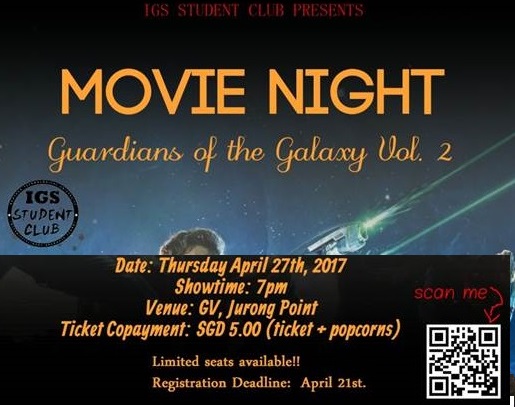 IGS STUDENT CLUB PRESENTS
MOVIE NIGHT
Guardians of the Galaxy Vol. 2
IGS
STUDENT
CLUB
Date: Thursday April 27th, 2017
Showtime: 7pm
Venue: GV, Jurong Point
Ticket Copayment: SGD 5.00 (ticket + popcorns)
scan me
Limited seats available!!
Registration Deadline: April 21st.